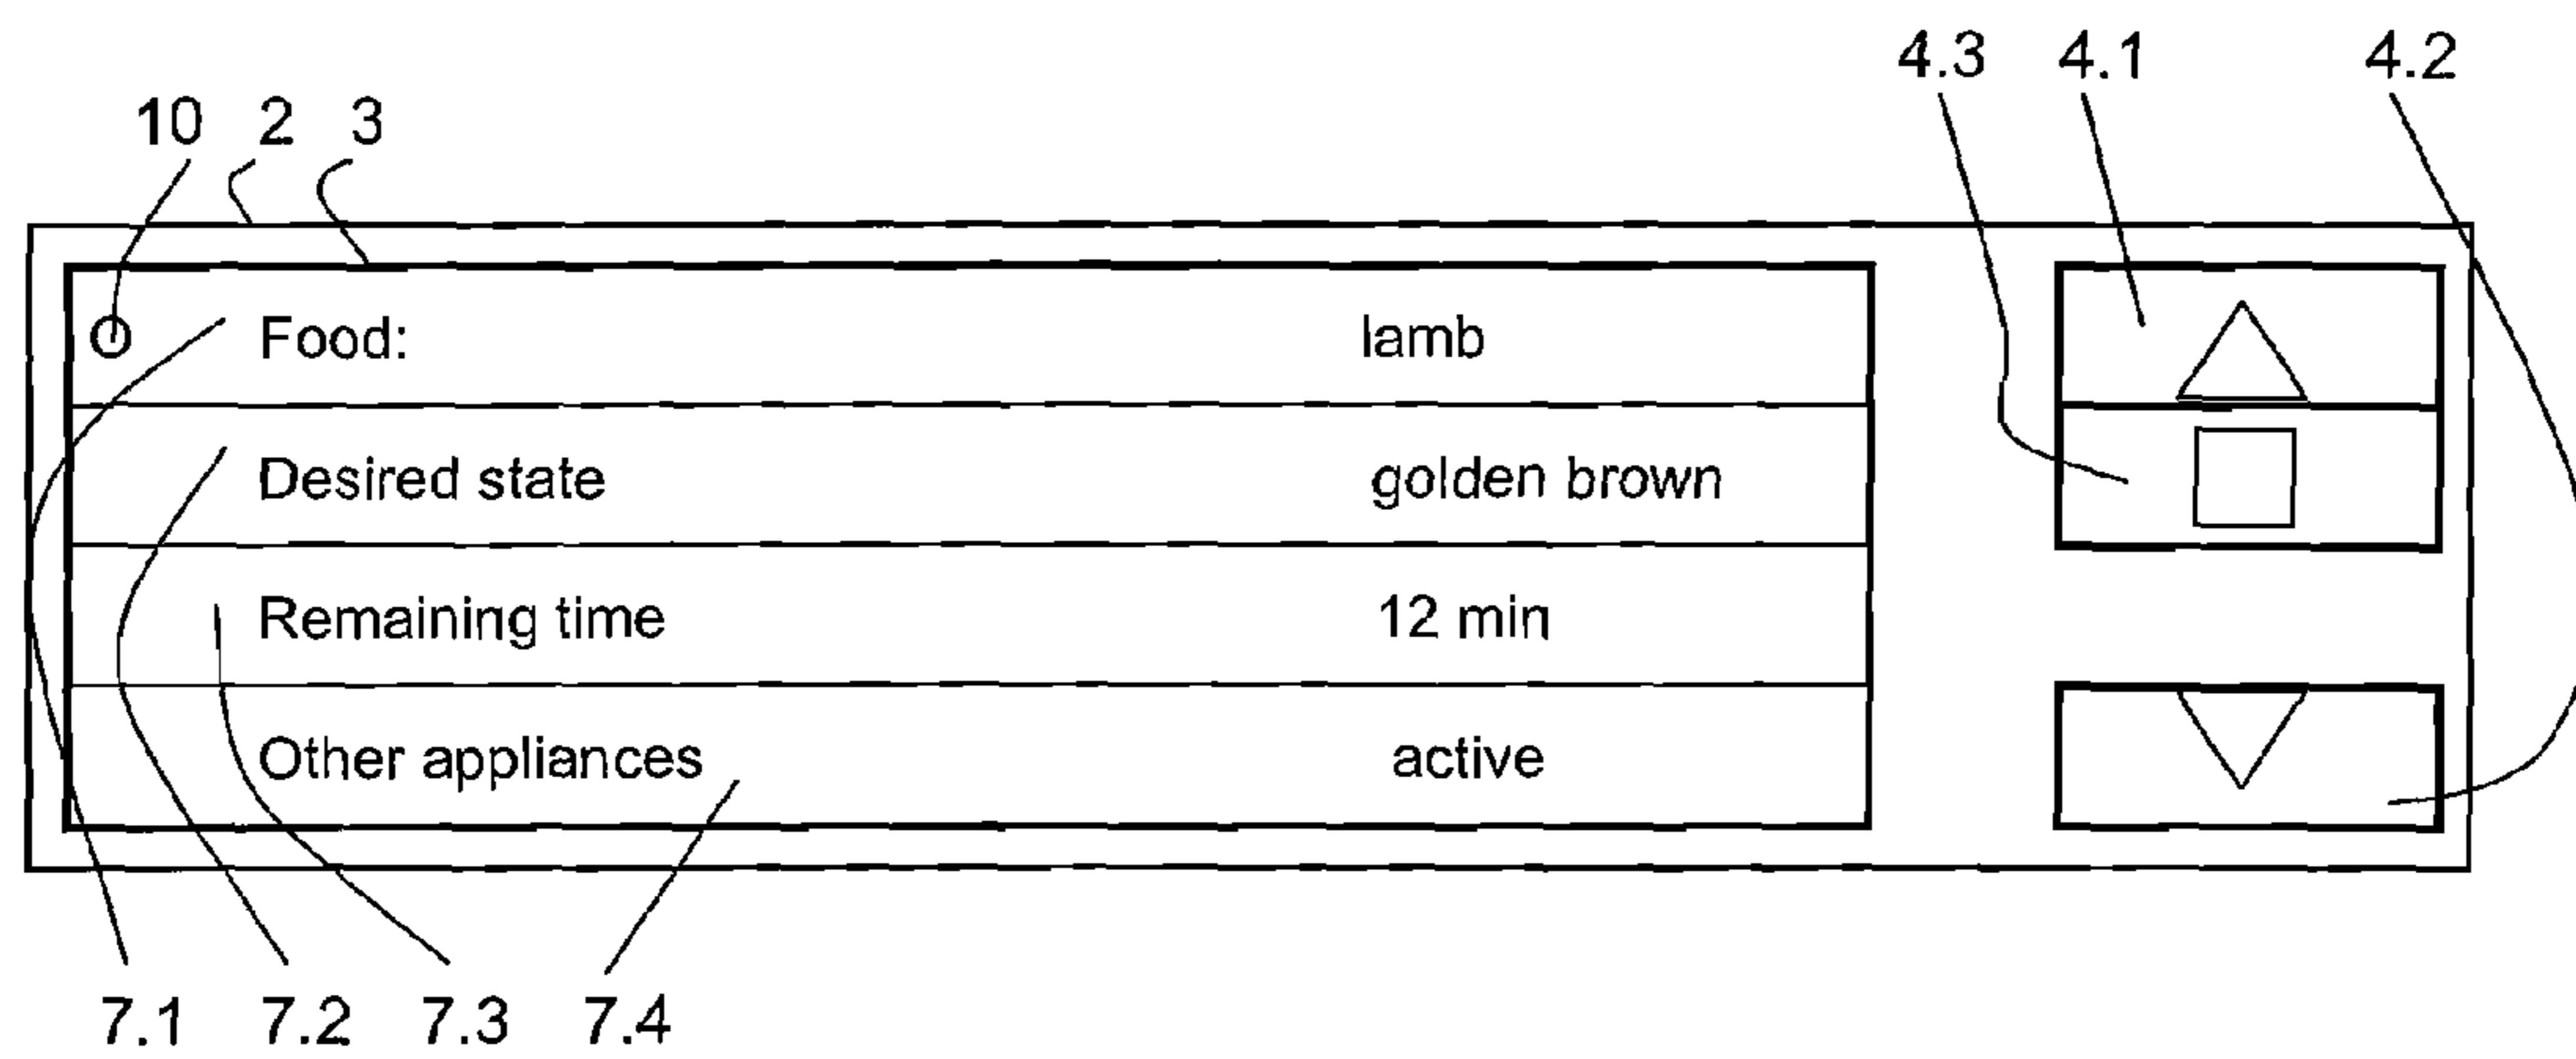 4.3 4.1 4.2
10 2 3
Food: lamb
Desired state golden brown
Remaining time 12 min
Other appliances active
7.1 7.2 7.3 7.4